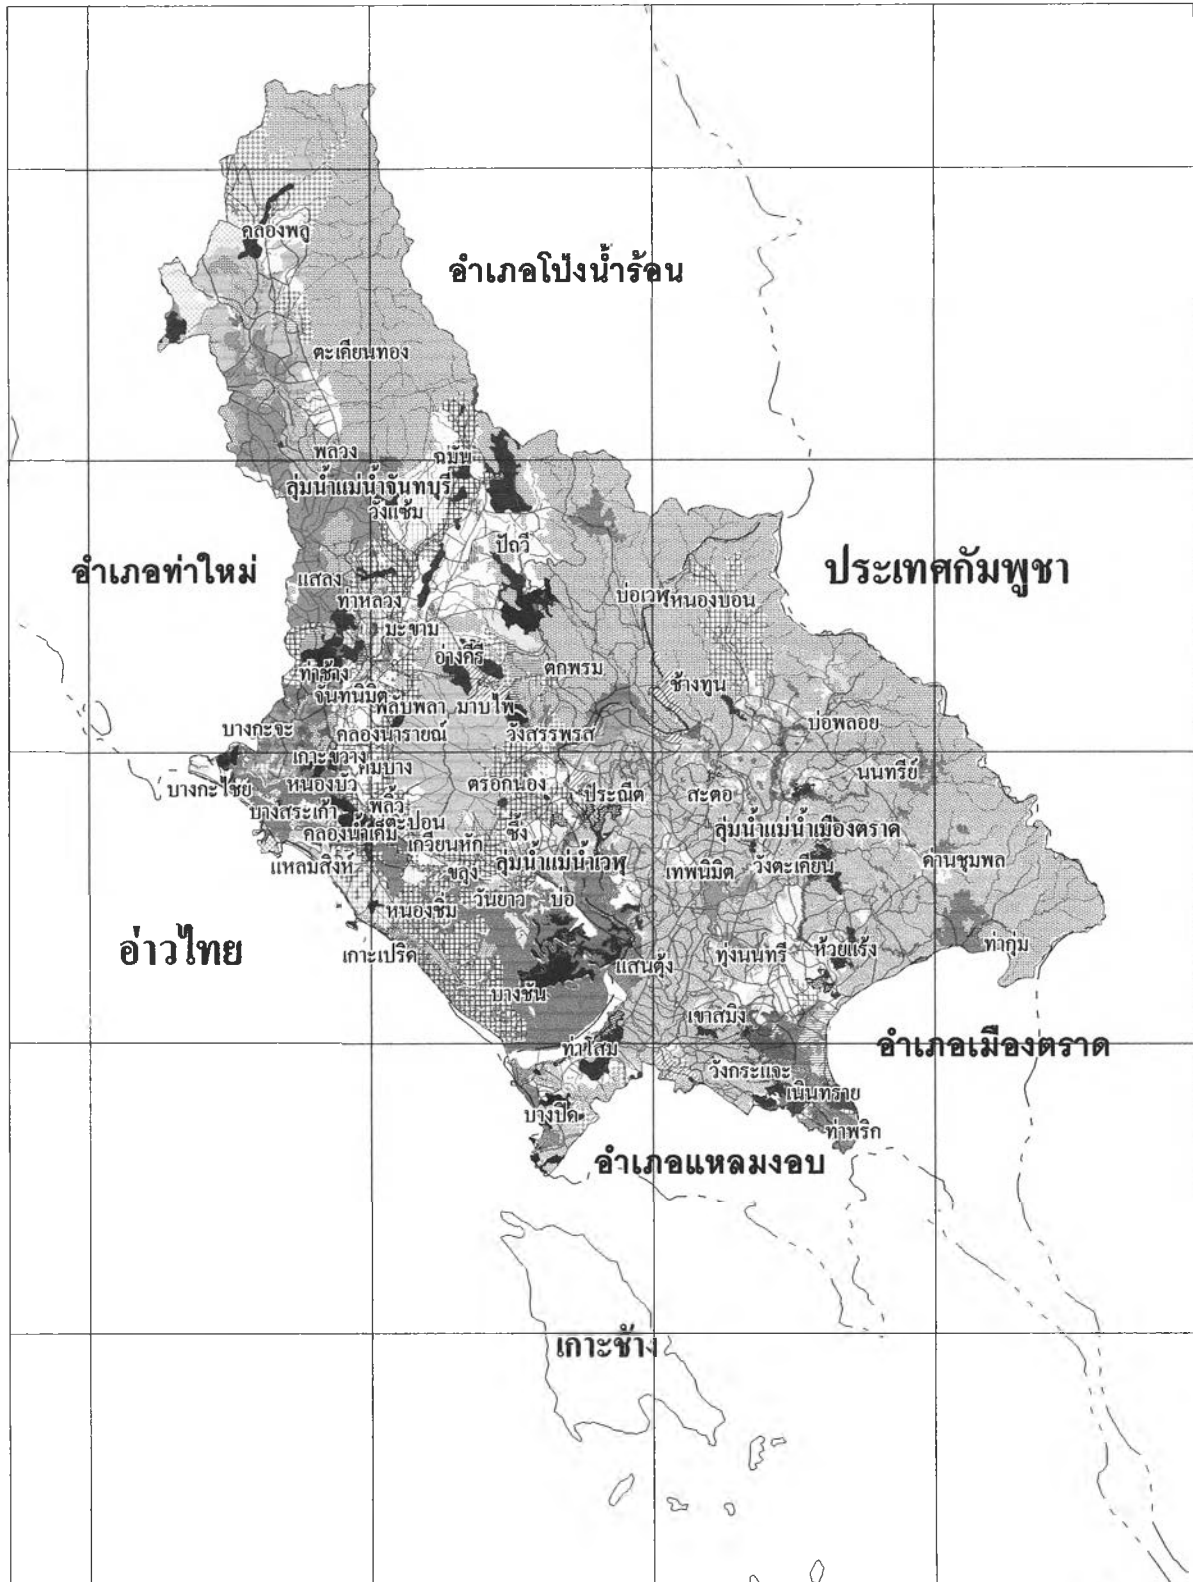 คลองพลู
อำเภอโป่งน้ำร้อน
ตะเคียนทอง
พลวง
ฉมัน
ลุ่มน้ำแม่น้ำจันทบุรี
วังแซ้ม
ปัถวี
อำเภอท่าใหม่
ประเทศกัมพูชา
แสลง
ท่าหลวง
บ่อเวฬุ
หนองบอน
มะขาม
อ่างคีรี
ตกพรม
ท่าช้าง
ช้างทูน
จันทนิมิต
พลับพลา
มาบไพ่
บ่อพลอย
บางกะจะ
คลองนารายณ์
วังสรรพรส
เกาะขวาง
คมบาง
นนทรีย์
บางกะไชย
หนองบัว
ตรอกนอง
ประณีต
สะตอ
บางสระเก้า
พลิ้ว
ตะปอน
คลองน้ำเค็ม
เกวียนหัก
ซึ้ง
ลุ่มน้ำแม่น้ำเมืองตราด
แหลมสิงห์
ขลุง
ลุ่มน้ำแม่น้ำเวฬุ
เทพนิมิต
วังตะเคียน
ด่านชุมพล
วันยาว
บ่อ
หนองชิ่ม
อ่าวไทย
เกาะเปริด
แสนตุ้ง
ทุ่งนนทรี
ห้วยแร้ง
ท่ากุ่ม
บางชัน
เขาสมิง
ท่าโสม
อำเภอเมืองตราด
วังกระแจะ
เนินทราย
บางปิด
ท่าพริก
อำเภอแหลมงอบ
เกาะช้าง